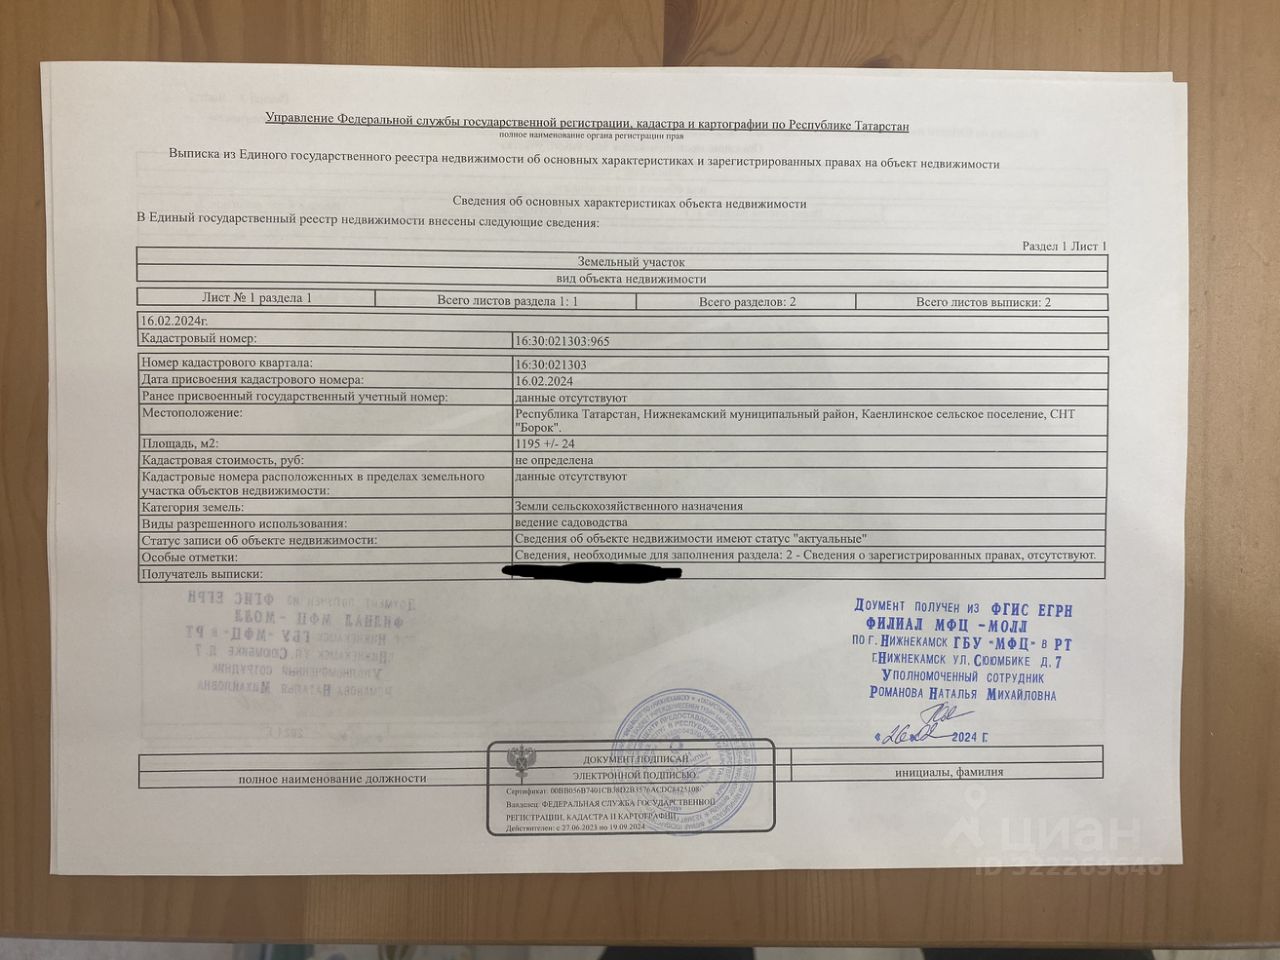 Управление Федеральной службы государственной регистрации, кадастра и картографии по Республике Татарстан
полное наименование органа регистрации прав
Выписка из Единого государственного реестра недвижимости об основных характеристиках и зарегистрированных правах на объект недвижимости
Сведения об основных характеристиках объекта недвижимости
В Единый государственный реестр недвижимости внесены следующие сведения:
Раздел 1 Лист 1
Земельный участок
вид объекта недвижимости
Лист № 1 раздела 1 Всего листов раздела 1: 1 Всего разделов: 2 Всего листов выписки: 2
16.02.2024г.
Кадастровый номер: 16:30:021303:965
Номер кадастрового квартала: 16:30:021303
Дата присвоения кадастрового номера: 16.02.2024
Ранее присвоенный государственный учетный номер: данные отсутствуют
Местоположение: Республика Татарстан, Нижнекамский муниципальный район, Каенлинское сельское поселение, СНТ
"Борок".
Площадь, м2: 1195 +/- 24
Кадастровая стоимость, руб: не определена
Кадастровые номера расположенных в пределах земельного данные отсутствуют
участка объектов недвижимости:
Категория земель: Земли сельскохозяйственного назначения
Виды разрешенного использования: ведение садоводства
Статус записи об объекте недвижимости: Сведения об объекте недвижимости имеют статус "актуальные"
Особые отметки: Сведения, необходимые для заполнения раздела: 2 - Сведения о зарегистрированных правах, отсутствуют.
Получатель выписки:
Доумент получен из ФГИС ЕГРН
ФИЛИАЛ МФЦ -МОЛЛ
по г. Нижнекамск ГБУ «МФЦ» в РТ
г.Нижнекамск ул. Сююмбике д.7
Уполномоченный сотрудник
Романова Наталья Михайловна
«26» 02 2024 г.
ДОКУМЕНТ ПОДПИСАН
ЭЛЕКТРОННОЙ ПОДПИСЬЮ
полное наименование должности
инициалы, фамилия
Сертификат:
Владелец: ФЕДЕРАЛЬНАЯ СЛУЖБА ГОСУДАРСТВЕННОЙ
РЕГИСТРАЦИИ, КАДАСТРА И КАРТОГРАФИИ
Действителен: с 27.06.2023 по 19.09.2024
циан
ID 322269646